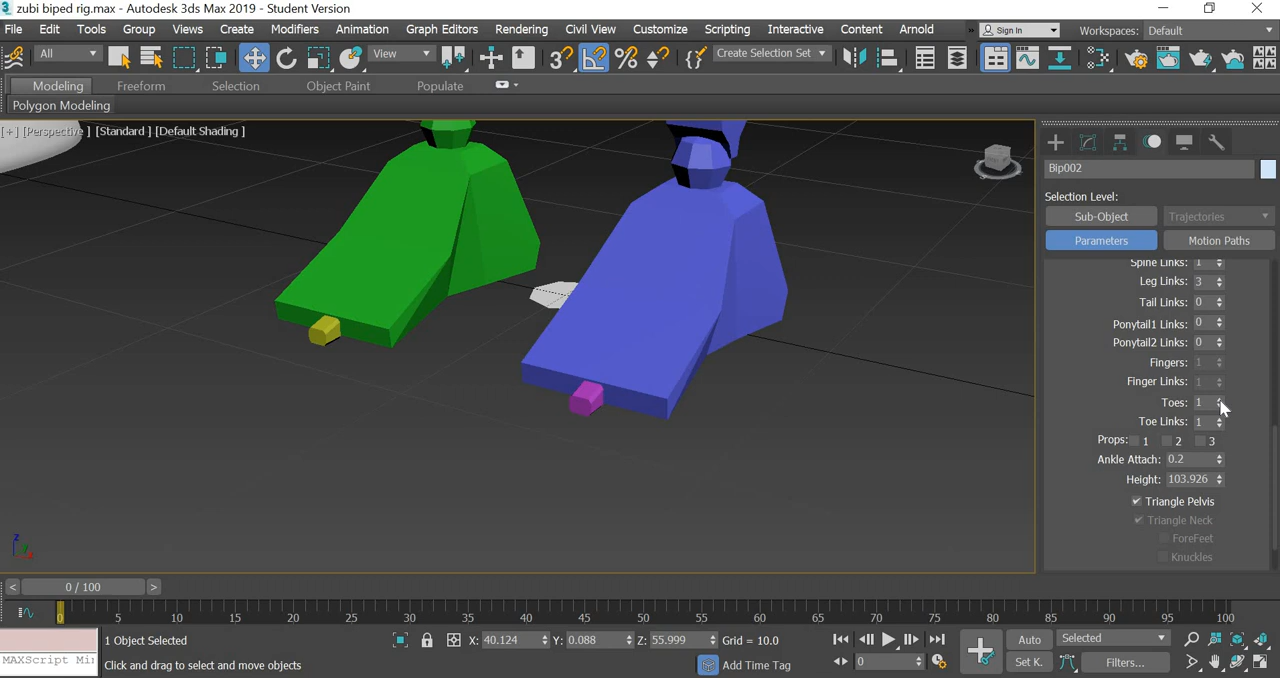 zubi biped rig.max - Autodesk 3ds Max 2019 - Student Version
File Edit Tools Group Views Create Modifiers Animation Graph Editors Rendering Civil View Customize Scripting Interactive Content Arnold » Sign In Workspaces: Default
All View Create Selection Set
Modeling Freeform Selection Object Paint Populate
Polygon Modeling
[+] [Perspective ] [Standard ] [Default Shading ]
Bip002
Selection Level:
Sub-Object Trajectories
Parameters Motion Paths
Spine Links: 1
Leg Links: 3
Tail Links: 0
Ponytail1 Links: 0
Ponytail2 Links: 0
Fingers: 1
Finger Links: 1
Toes: 1
Toe Links: 1
Props: 1 2 3
Ankle Attach: 0.2
Height: 103.926
Triangle Pelvis
Triangle Neck
ForeFeet
Knuckles
z
x
< 0 / 100 >
0 5 10 15 20 25 30 35 40 45 50 55 60 65 70 75 80 85 90 95 100
1 Object Selected X: 40.124 Y: 0.088 Z: 55.999 Grid = 10.0 Auto Selected
MAXScript Mi: Click and drag to select and move objects Add Time Tag 0 Set K. Filters...